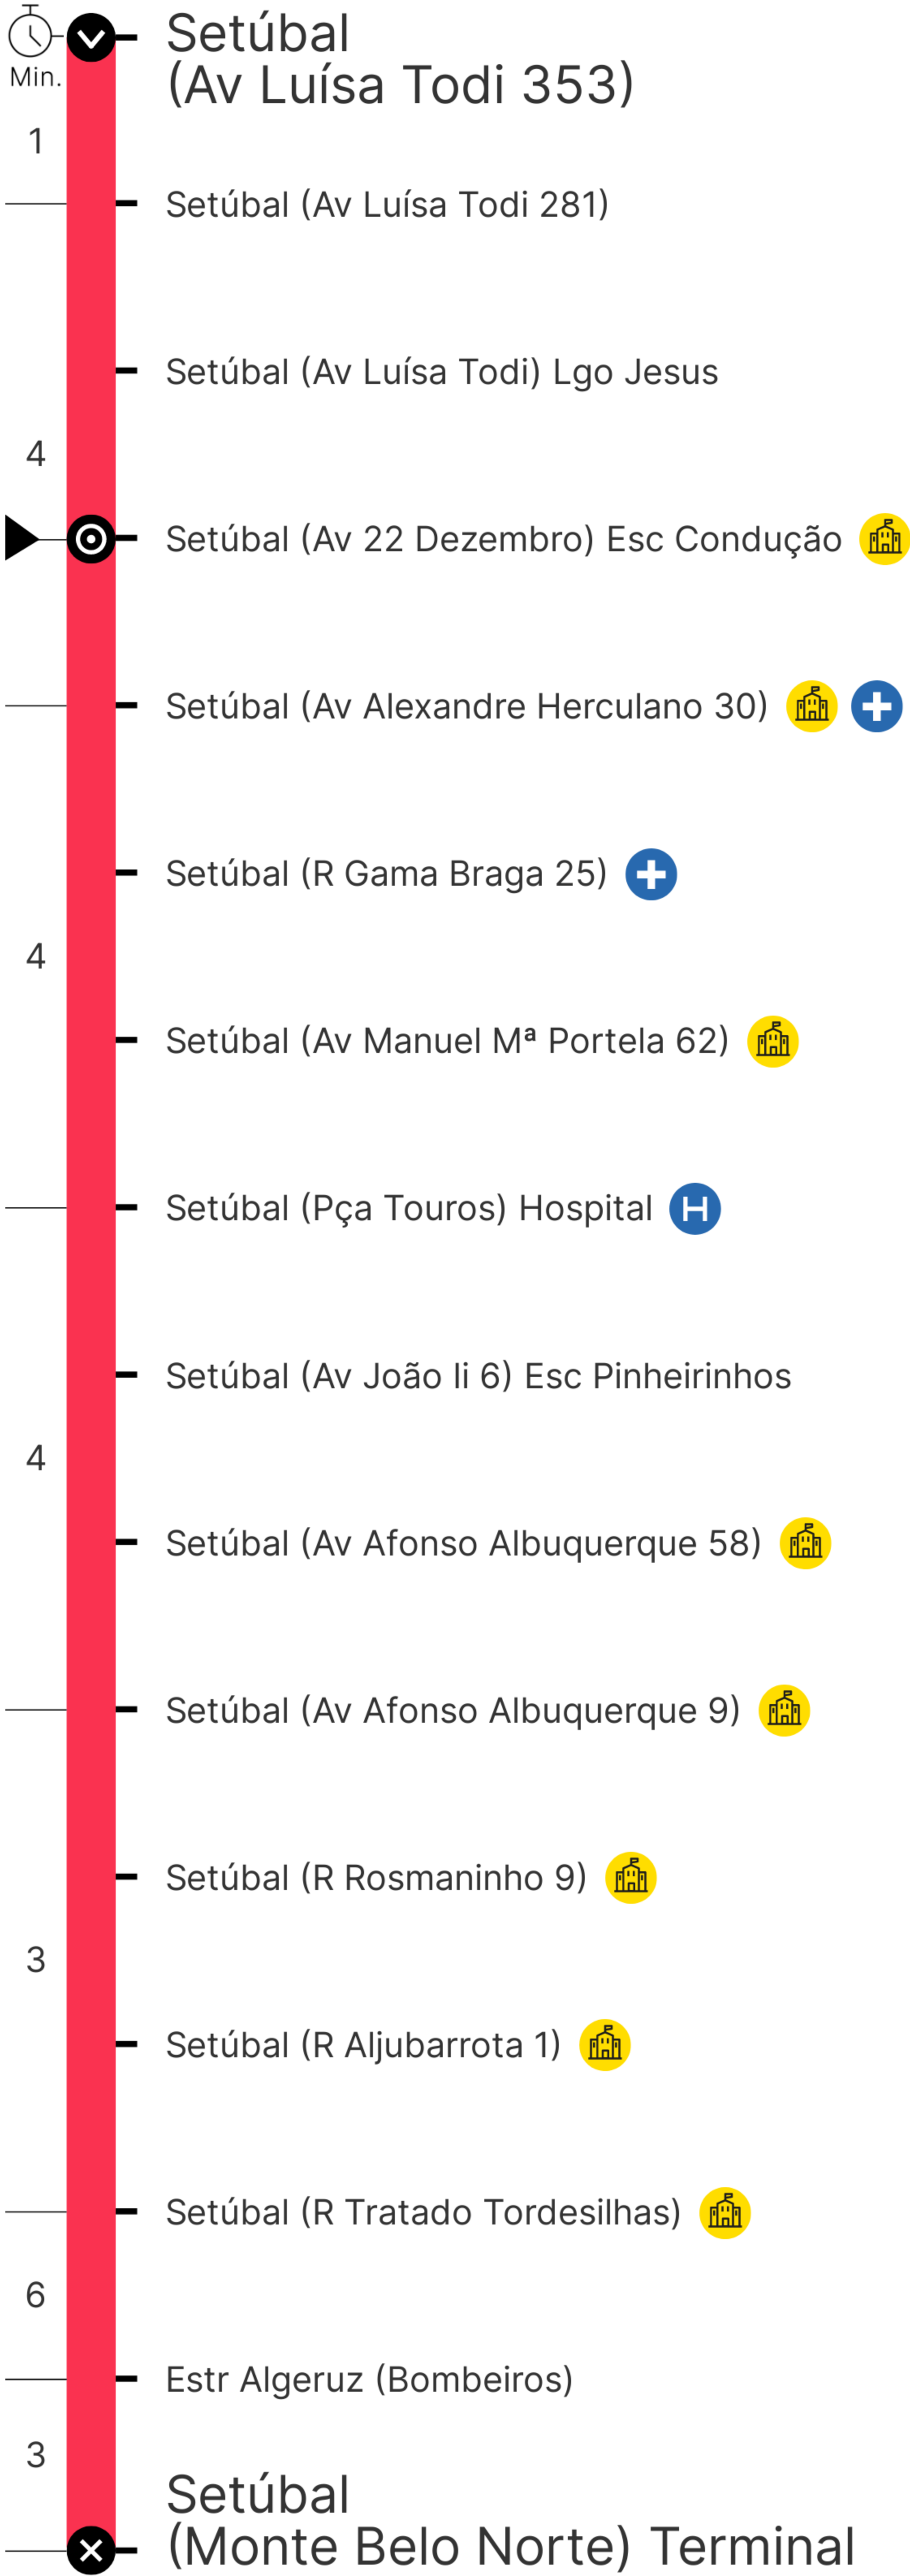 Setúbal
(Av Luísa Todi 353)
Min.
1
Setúbal (Av Luísa Todi 281)
Setúbal (Av Luísa Todi) Lgo Jesus
4
Setúbal (Av 22 Dezembro) Esc Condução
Setúbal (Av Alexandre Herculano 30)
Setúbal (R Gama Braga 25)
4
Setúbal (Av Manuel Mª Portela 62)
Setúbal (Pça Touros) Hospital H
Setúbal (Av João Ii 6) Esc Pinheirinhos
4
Setúbal (Av Afonso Albuquerque 58)
Setúbal (Av Afonso Albuquerque 9)
Setúbal (R Rosmaninho 9)
3
Setúbal (R Aljubarrota 1)
Setúbal (R Tratado Tordesilhas)
6
Estr Algeruz (Bombeiros)
3
Setúbal
(Monte Belo Norte) Terminal